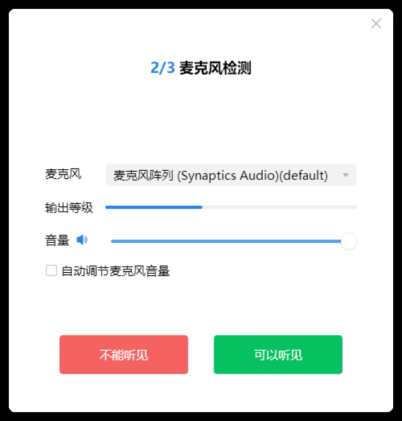 2/3 麦克风检测
麦克风 麦克风阵列 (Synaptics Audio)(default)
输出等级
音量
自动调节麦克风音量
不能听见 可以听见